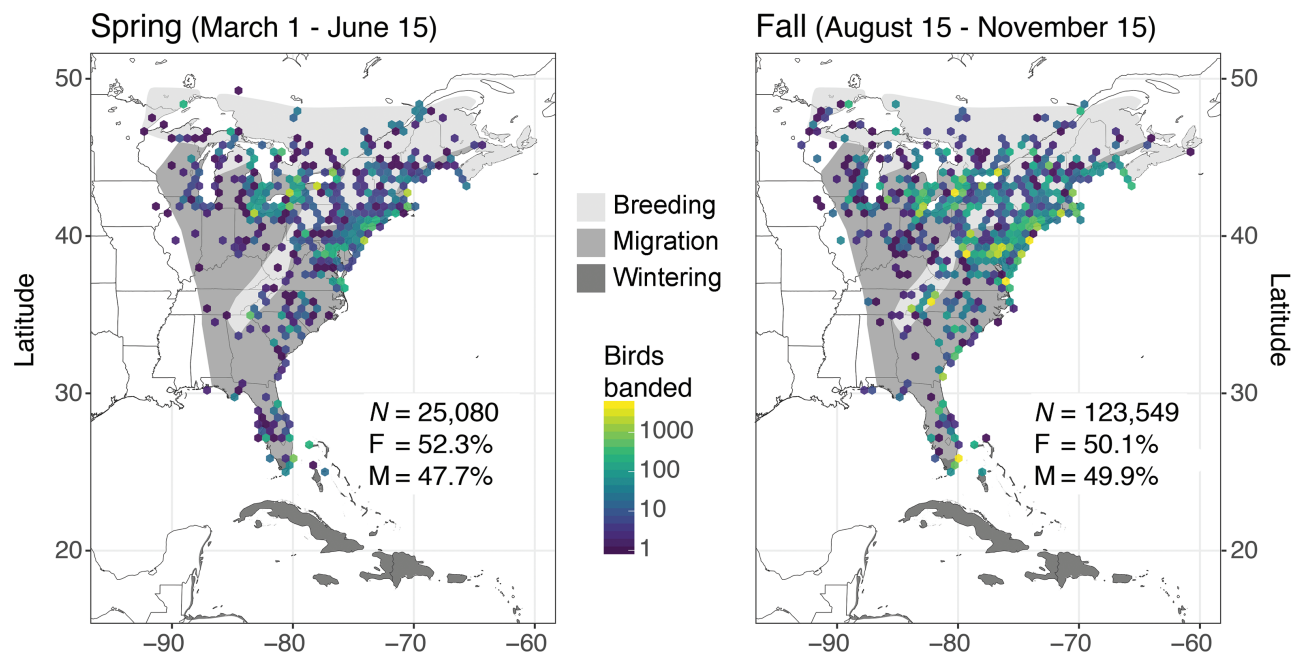 Spring (March 1 - June 15)
Fall (August 15 - November 15)
50
40
30
20
Latitude
−90
−80
−70
−60
N = 25,080
F = 52.3%
M = 47.7%
Breeding
Migration
Wintering
Birds
banded
1000
100
10
1
N = 123,549
F = 50.1%
M = 49.9%
50
40
30
20
Latitude
−90
−80
−70
−60